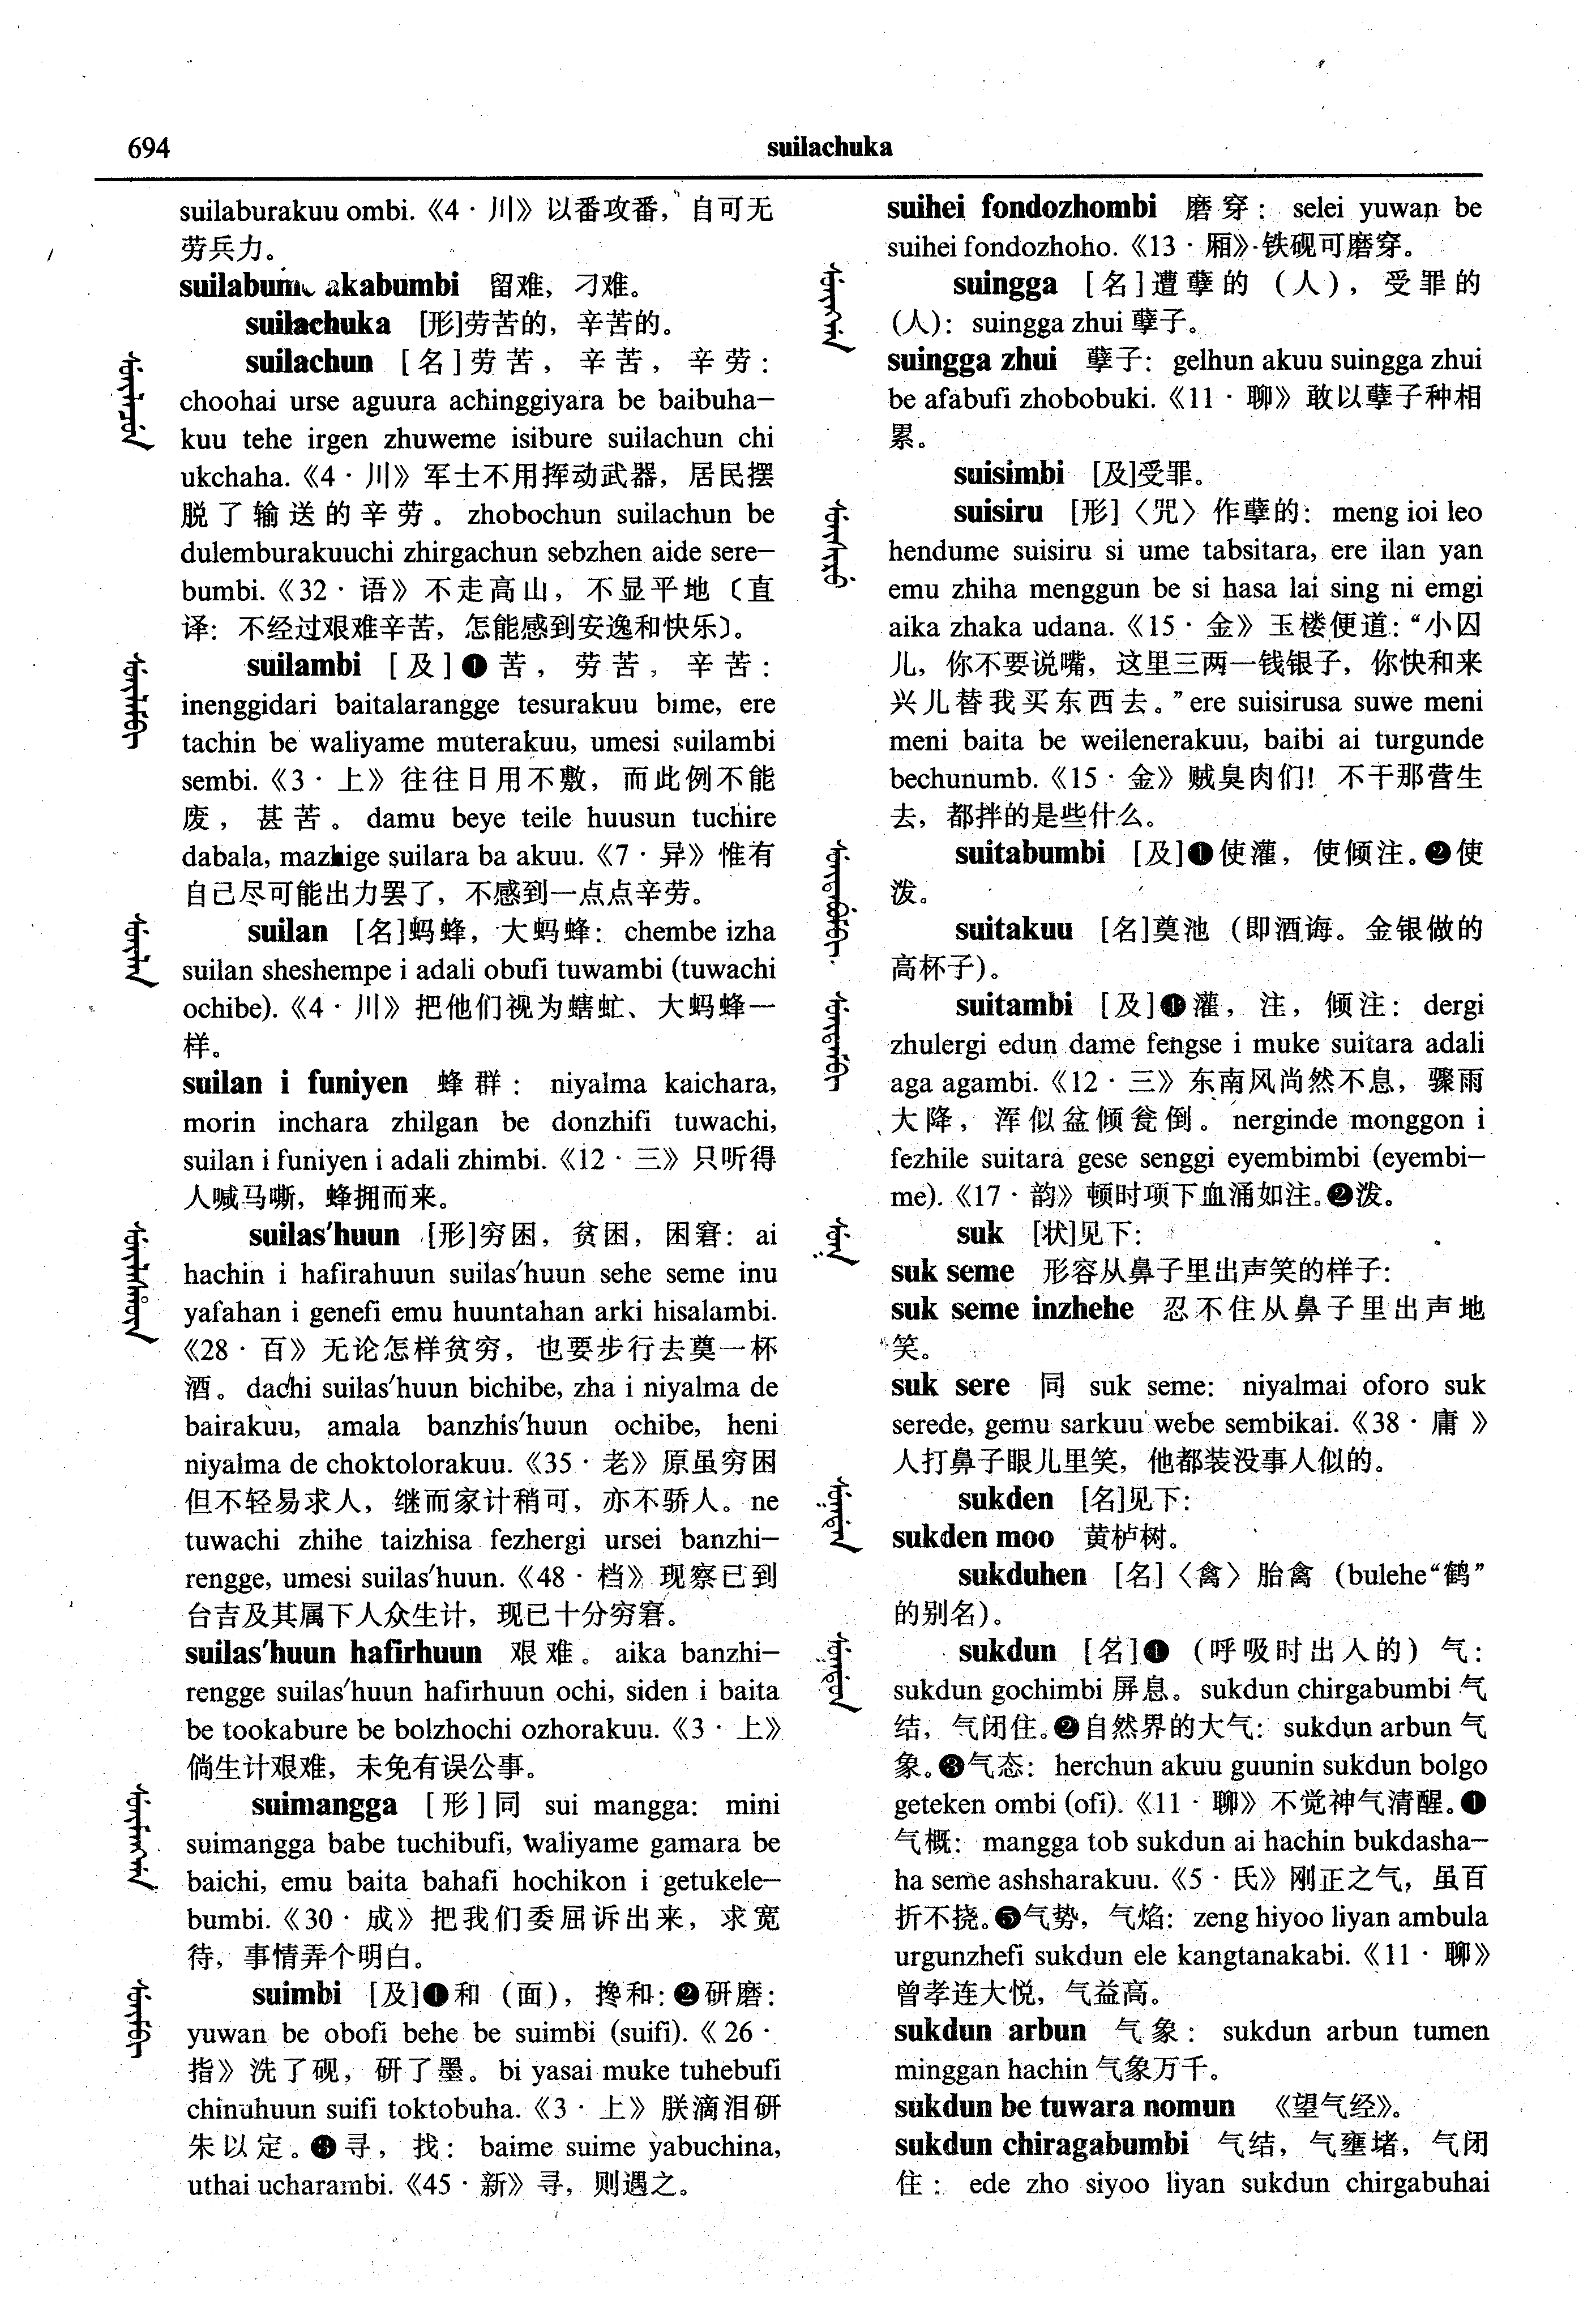 694
suilachuka
suilaburakuu ombi.《4·川》以番攻番，自可无
劳兵力。
akabumbi 留难，刁难。
suilachuka [形]劳苦的，辛苦的。
suilachun [名]劳苦，辛苦，辛劳：
choohai urse aguura achinggiyara be baibuha—
kuu tehe irgen zhuweme isibure suilachun chi
ukchaha.《4·川》军士不用挥动武器，居民摆
脱了输送的辛劳。zhobochun suilachun be
dulemburakuuchi zhirgachun sebzhen aide sere—
bumbi.《32·语》不走高山，不显平地〔直
译：不经过艰难辛苦，怎能感到安逸和快乐〕。
suilambi [及]❶苦，劳苦，辛苦：
inenggidari baitalarangge tesurakuu bime, ere
tachin be waliyame muterakuu, umesi suilambi
sembi.《3·上》往往日用不敷，而此例不能
废，甚苦。damu beye teile huusun tuchire
dabala, mazhige suilara ba akuu.《7·异》惟有
自己尽可能出力罢了，不感到一点点辛劳。
suilan [名]蚂蜂，大蚂蜂：chembe izha
suilan sheshempe i adali obufi tuwambi (tuwachi
ochibe).《4·川》把他们视为螛虻、大蚂蜂一
样。
suilan i funiyen 蜂群：niyalma kaichara,
morin inchara zhilgan be donzhifi tuwachi,
suilan i funiyen i adali zhimbi.《12·三》只听得
人喊马嘶，蜂拥而来。
suilas'huun [形]穷困，贫困，困窘：ai
hachin i hafirahuun suilas'huun sehe seme inu
yafahan i genefi emu huuntahan arki hisalambi.
《28·百》无论怎样贫穷，也要步行去奠一杯
酒。dachi suilas'huun bichibe, zha i niyalma de
bairakuu, amala banzhis'huun ochibe, heni
niyalma de choktolorakuu.《35·老》原虽穷困
但不轻易求人，继而家计稍可，亦不骄人。ne
tuwachi zhihe taizhisa fezhergi ursei banzhi—
rengge, umesi suilas'huun.《48·档》现察已到
台吉及其属下人众生计，现已十分穷窘。
suilas'huun hafirhuun 艰难。aika banzhi—
rengge suilas'huun hafirhuun ochi, siden i baita
be tookabure be bolzhochi ozhorakuu.《3·上》
倘生计艰难，未免有误公事。
suimangga [形]同 sui mangga: mini
suimangga babe tuchibufi, waliyame gamara be
baichi, emu baita bahafi hochikon i getukele—
bumbi.《30·成》把我们委屈诉出来，求宽
待，事情弄个明白。
suimbi [及]❶和（面），搀和：❷研磨：
yuwan be obofi behe be suimbi (suifi).《26·
指》洗了砚，研了墨。bi yasai muke tuhebufi
chinuhuun suifi toktobuha.《3·上》朕滴泪研
朱以定。❸寻，找：baime suime yabuchina,
uthai ucharambi.《45·新》寻，则遇之。
suihei fondozhombi 磨穿：selei yuwan be
suihei fondozhoho.《13·厢》铁砚可磨穿。
suingga [名]遭孽的（人），受罪的
（人）：suingga zhui 孽子。
suingga zhui 孽子：gelhun akuu suingga zhui
be afabufi zhobobuki.《11·聊》敢以孽子种相
累。
suisimbi [及]受罪。
suisiru [形]〈咒〉作孽的：meng ioi leo
hendume suisiru si ume tabsitara, ere ilan yan
emu zhiha menggun be si hasa lai sing ni emgi
aika zhaka udana.《15·金》玉楼便道：“小囚
儿，你不要说嘴，这里三两一钱银子，你快和来
兴儿替我买东西去。”ere suisirusa suwe meni
meni baita be weilenerakuu, baibi ai turgunde
bechunumb.《15·金》贼臭肉们！不干那营生
去，都拌的是些什么。
suitabumbi [及]❶使灌，使倾注。❷使
泼。
suitakuu [名]奠池（即酒诲。金银做的
高杯子）。
suitambi [及]❶灌，注，倾注：dergi
zhulergi edun dame fengse i muke suitara adali
aga agambi.《12·三》东南风尚然不息，骤雨
大降，浑似盆倾瓮倒。nerginde monggon i
fezhile suitara gese senggi eyembimbi (eyembi—
me).《17·韵》顿时项下血涌如注。❷泼。
suk [状]见下：
suk seme 形容从鼻子里出声笑的样子：
suk seme inzhehe 忍不住从鼻子里出声地
笑。
suk sere 同 suk seme: niyalmai oforo suk
serede, gemu sarkuu webe sembikai.《38·庸》
人打鼻子眼儿里笑，他都装没事人似的。
sukden [名]见下：
sukden moo 黄栌树。
sukduhen [名]〈禽〉胎禽（bulehe“鹤”
的别名）。
sukdun [名]❶（呼吸时出入的）气：
sukdun gochimbi 屏息。sukdun chirgabumbi 气
结，气闭住。❷自然界的大气：sukdun arbun 气
象。❸气态：herchun akuu guunin sukdun bolgo
geteken ombi (ofi).《11·聊》不觉神气清醒。❶
气概：mangga tob sukdun ai hachin bukdasha—
ha seme ashsharakuu.《5·氏》刚正之气，虽百
折不挠。❺气势，气焰：zeng hiyoo liyan ambula
urgunzhefi sukdun ele kangtanakabi.《11·聊》
曾孝连大悦，气益高。
sukdun arbun 气象：sukdun arbun tumen
minggan hachin 气象万千。
sukdun be tuwara nomun 《望气经》。
sukdun chiragabumbi 气结，气壅堵，气闭
住：ede zho siyoo liyan sukdun chirgabuhai